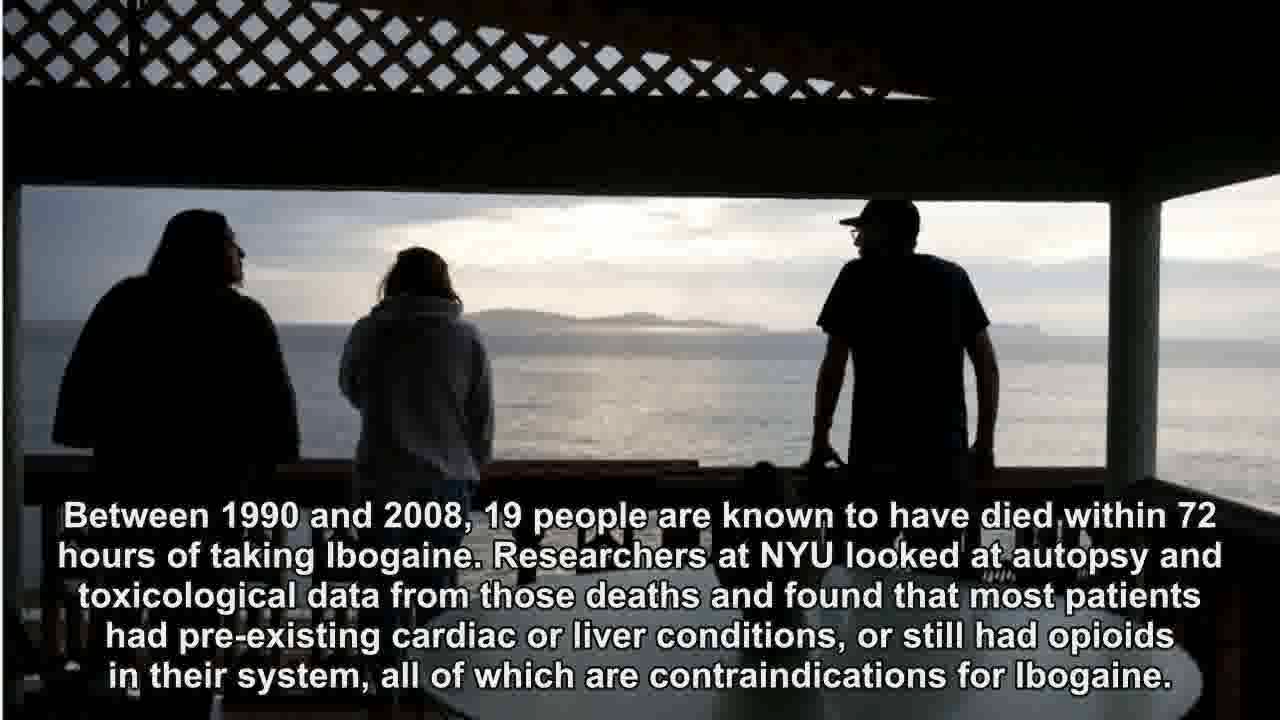 Between 1990 and 2008, 19 people are known to have died within 72
hours of taking Ibogaine. Researchers at NYU looked at autopsy and
toxicological data from those deaths and found that most patients
had pre-existing cardiac or liver conditions, or still had opioids
in their system, all of which are contraindications for Ibogaine.